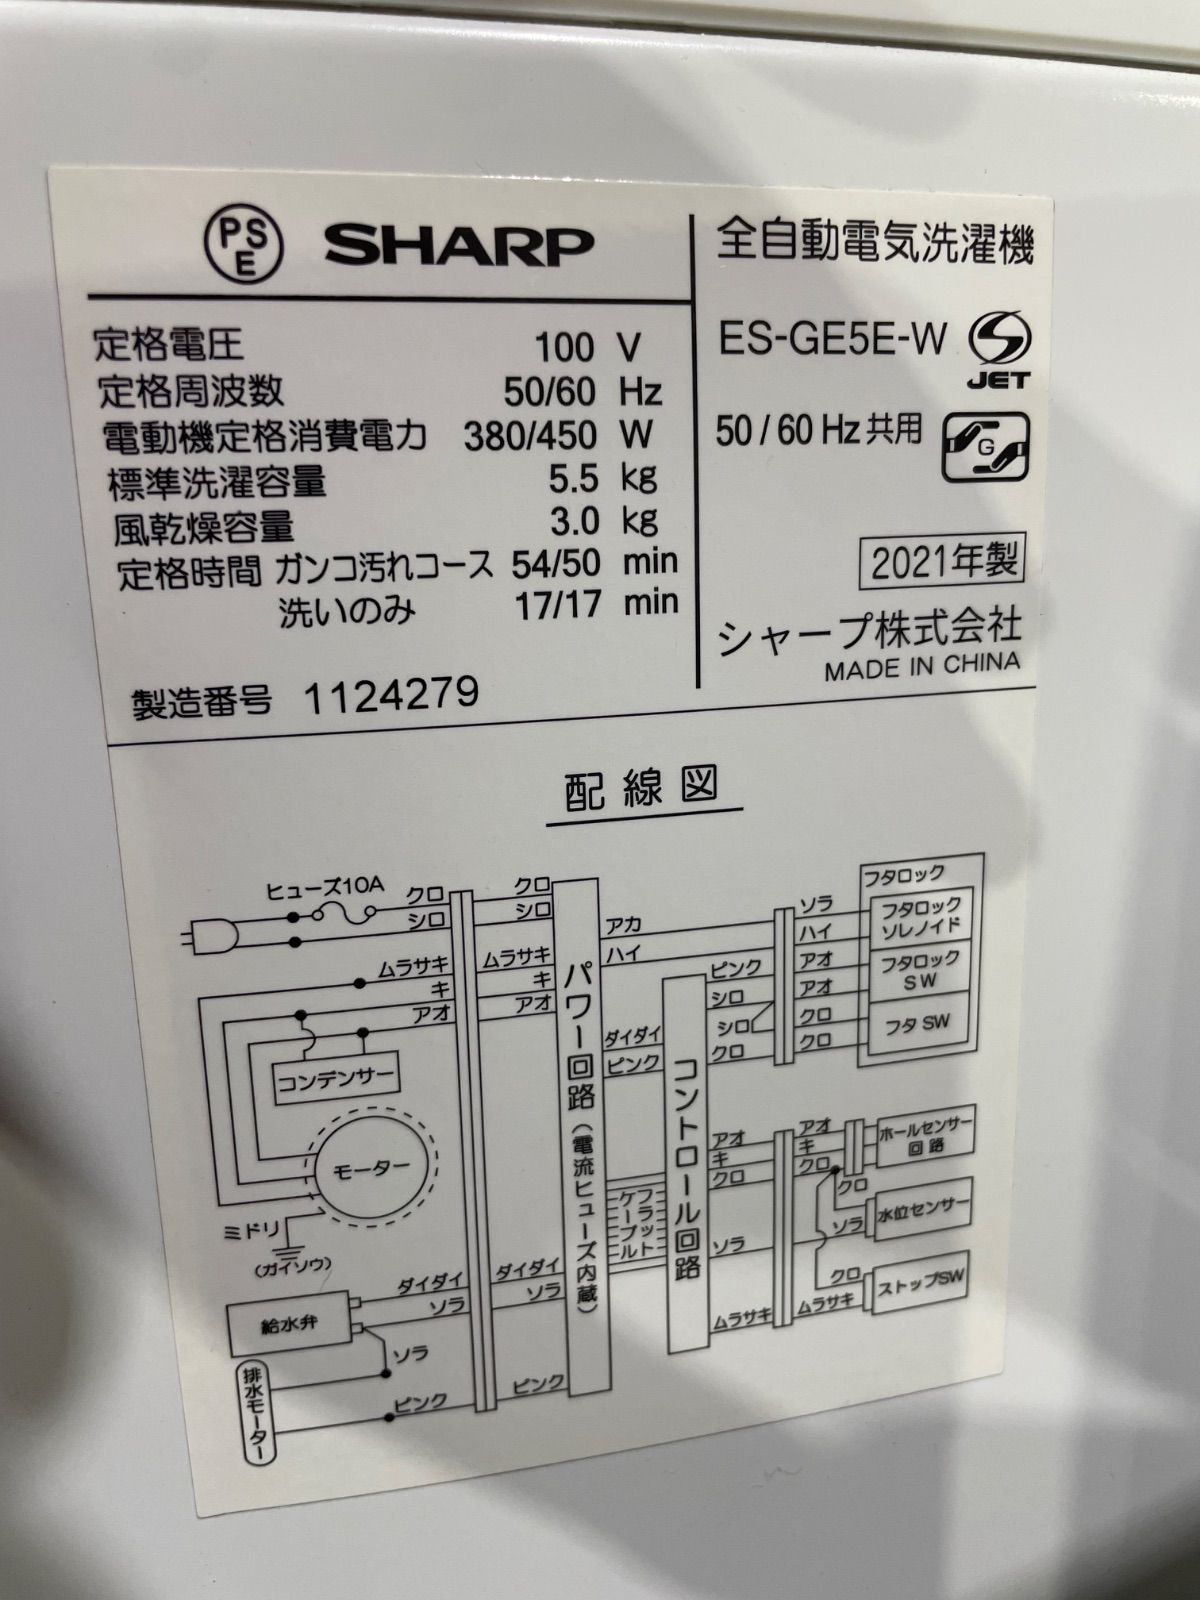 PSE SHARP
定格電圧 100 V
定格周波数 50/60 Hz
電動機定格消費電力 380/450 W
標準洗濯容量 5.5 kg
風乾燥容量 3.0 kg
定格時間 ガンコ汚れコース 54/50 min
洗いのみ 17/17 min
製造番号 1124279
全自動電気洗濯機
ES-GE5E-W
JET
50/60 Hz 共用
G
2021年製
シャープ株式会社
MADE IN CHINA
配線図
ヒューズ10A
クロ
シロ
ムラサキ
キ
アオ
コンデンサー
モーター
ミドリ
(ガイソウ)
給水弁
ダイダイ
ソラ
ソラ
排水モーター
ピンク
クロ
シロ
ムラサキ
キ
アオ
ダイダイ
ソラ
ピンク
パワー回路(電流ヒューズ内蔵)
アカ
ハイ
ダイダイ
ピンク
フラット
ケーブル
コントロール回路
ピンク
シロ
シロ
クロ
アオ
キ
クロ
ソラ
ムラサキ
ソラ
ハイ
アオ
アオ
クロ
クロ
フタロック
フタロック
ソレノイド
フタロック
SW
フタSW
アオ
キ
クロ
クロ
ホールセンサー
回路
ソラ
水位センサー
クロ
ムラサキ
ストップSW